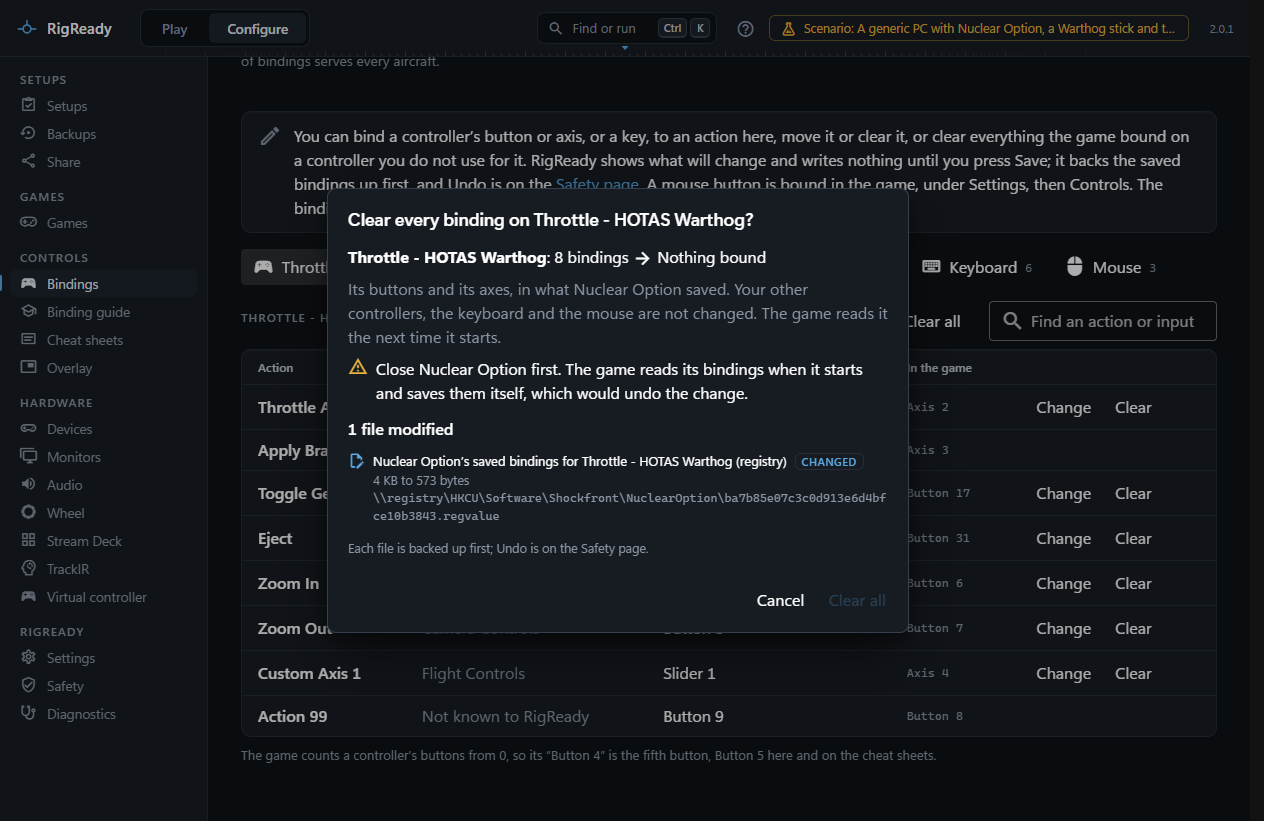 RigReady
Play
Configure
Find or run
Ctrl
K
Scenario: A generic PC with Nuclear Option, a Warthog stick and t...
2.0.1
SETUPS
Setups
Backups
Share
GAMES
Games
CONTROLS
Bindings
Binding guide
Cheat sheets
Overlay
HARDWARE
Devices
Monitors
Audio
Wheel
Stream Deck
TrackIR
Virtual controller
RIGREADY
Settings
Safety
Diagnostics
of bindings serves every aircraft.
You can bind a controller's button or axis, or a key, to an action here, move it or clear it, or clear everything the game bound on
a controller you do not use for it. RigReady shows what will change and writes nothing until you press Save; it backs the saved
bindings up first, and Undo is on the Safety page. A mouse button is bound in the game, under Settings, then Controls. The
Keyboard 6
Mouse 3
THROTTLE - H
Clear all
Find an action or input
Action
In the game
Throttle A
Axis 2
Change
Clear
Apply Bra
Axis 3
Toggle Ge
Button 17
Change
Clear
Eject
Button 31
Change
Clear
Zoom In
Button 6
Change
Clear
Zoom Out
Button 7
Change
Clear
Custom Axis 1
Flight Controls
Slider 1
Axis 4
Change
Clear
Action 99
Not known to RigReady
Button 9
Button 8
The game counts a controller's buttons from 0, so its "Button 4" is the fifth button, Button 5 here and on the cheat sheets.
Clear every binding on Throttle - HOTAS Warthog?
Throttle - HOTAS Warthog: 8 bindings → Nothing bound
Its buttons and its axes, in what Nuclear Option saved. Your other
controllers, the keyboard and the mouse are not changed. The game reads it
the next time it starts.
Close Nuclear Option first. The game reads its bindings when it starts
and saves them itself, which would undo the change.
1 file modified
Nuclear Option's saved bindings for Throttle - HOTAS Warthog (registry) CHANGED
4 KB to 573 bytes
\\registry\HKCU\Software\Shockfront\NuclearOption\ba7b85e07c3c0d913e6d4bf
ce10b3843.regvalue
Each file is backed up first; Undo is on the Safety page.
Cancel
Clear all